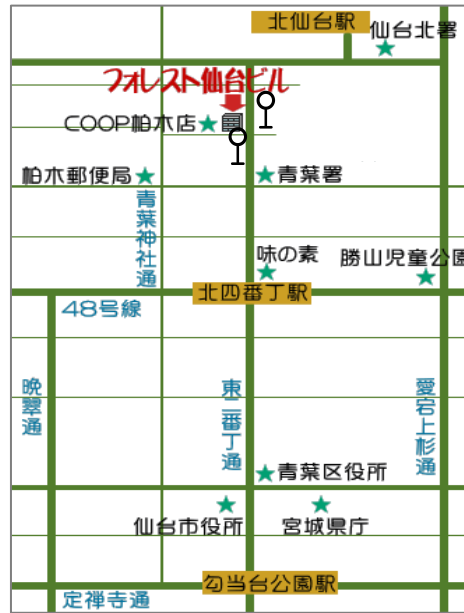 北仙台駅
仙台北署
フォレスト仙台ビル
COOP柏木店
柏木郵便局
青葉署
青葉神社通
味の素
勝山児童公園
北四番丁駅
48号線
晩翠通
東二番丁通
愛宕上杉通
青葉区役所
仙台市役所
宮城県庁
勾当台公園駅
定禅寺通